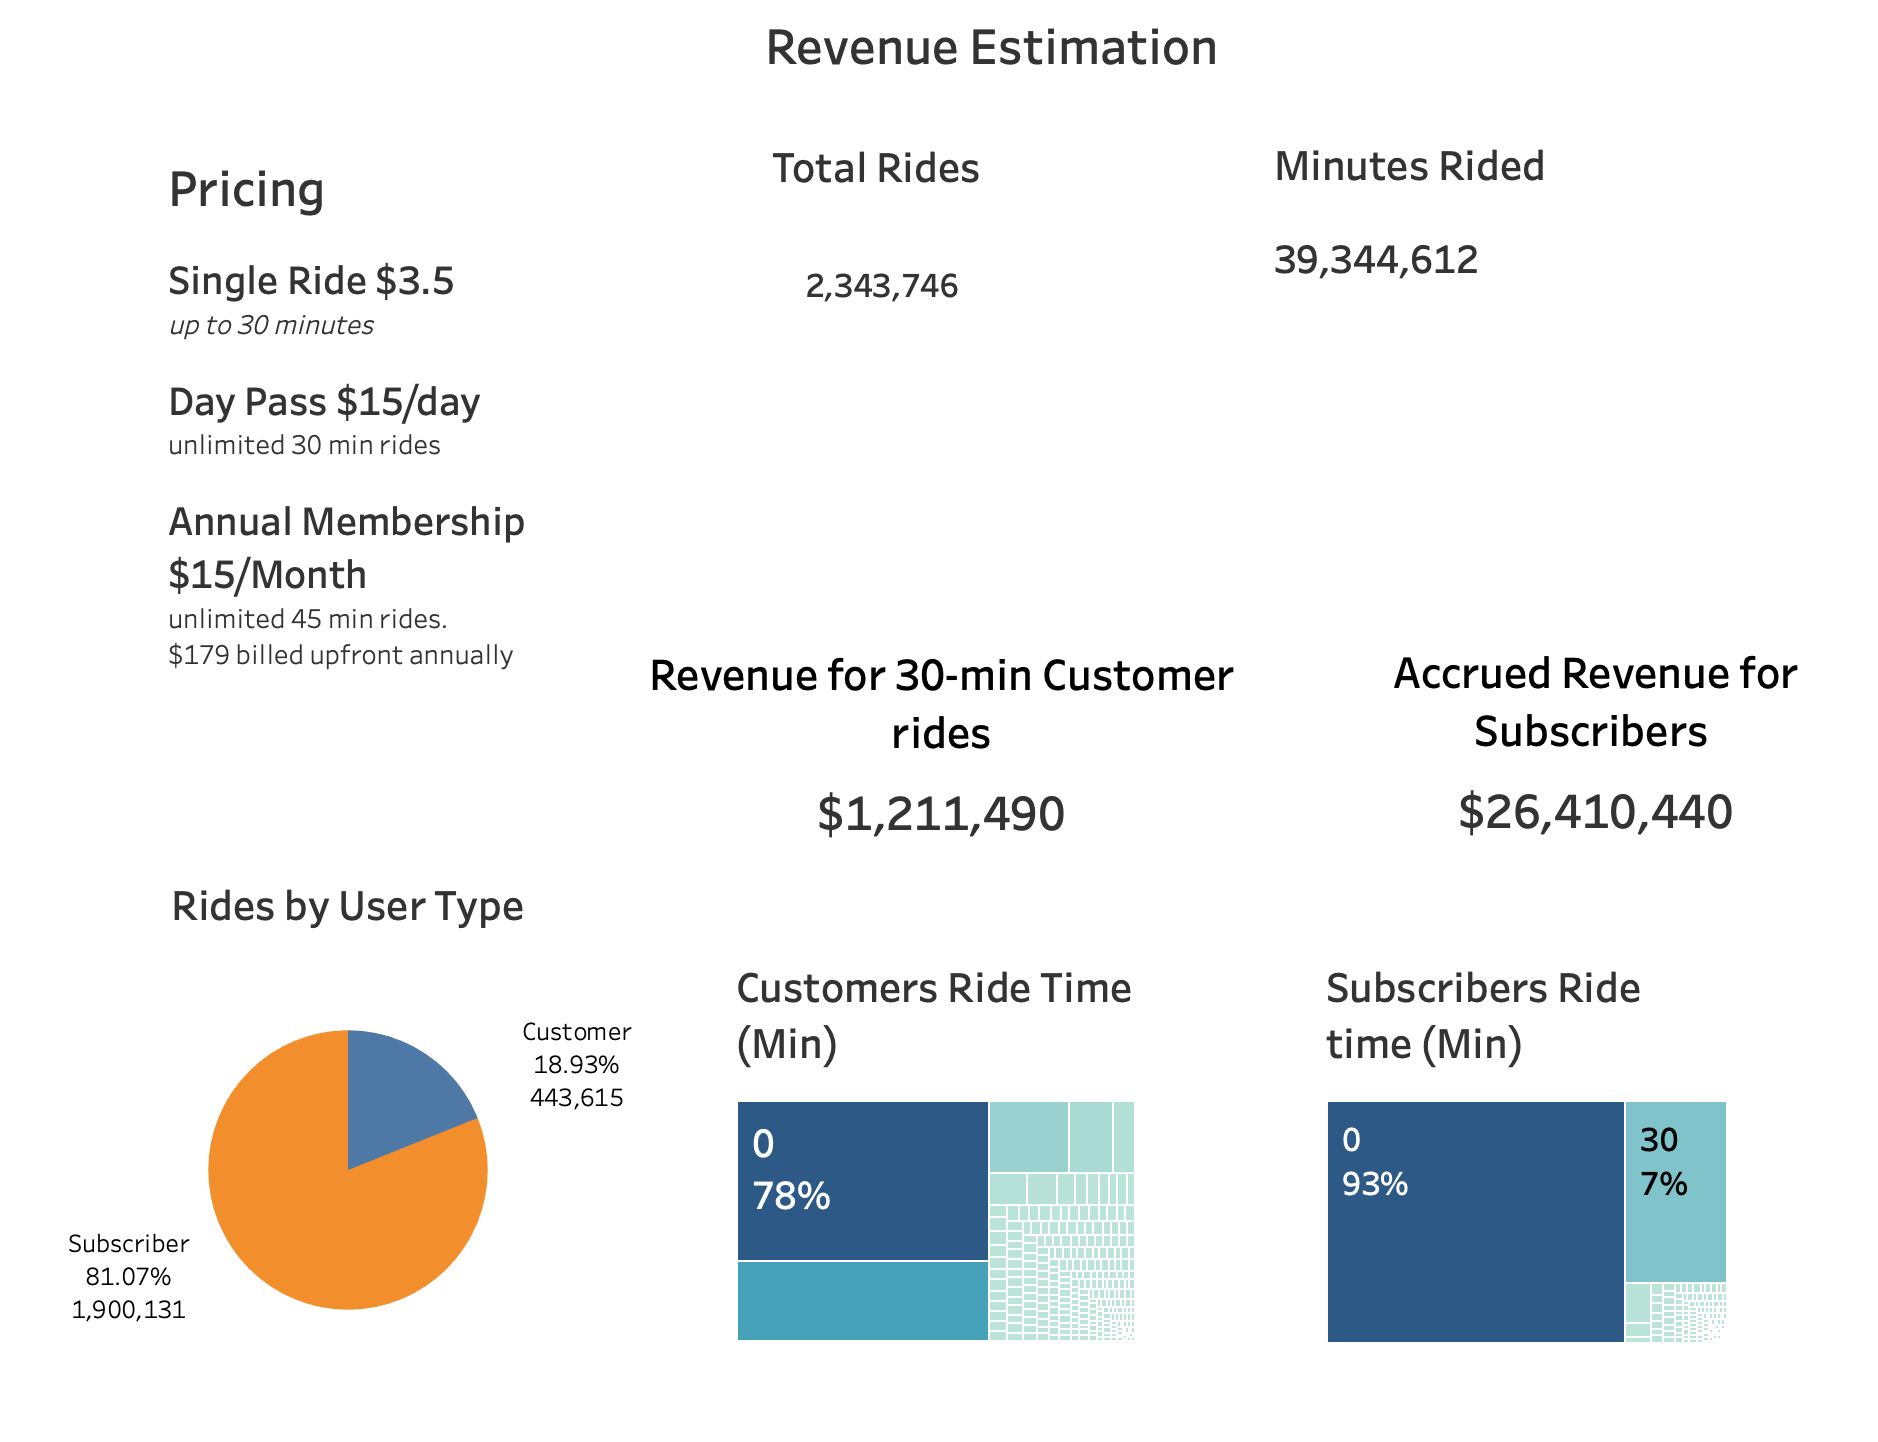 Revenue Estimation
Pricing
Single Ride $3.5
up to 30 minutes
Day Pass $15/day
unlimited 30 min rides
Annual Membership
$15/Month
unlimited 45 min rides.
$179 billed upfront annually
Total Rides
2,343,746
Minutes Rided
39,344,612
Revenue for 30-min Customer
rides
$1,211,490
Accrued Revenue for
Subscribers
$26,410,440
Rides by User Type
Customer
18.93%
443,615
Subscriber
81.07%
1,900,131
Customers Ride Time
(Min)
0
78%
Subscribers Ride
time (Min)
0
93%
30
7%